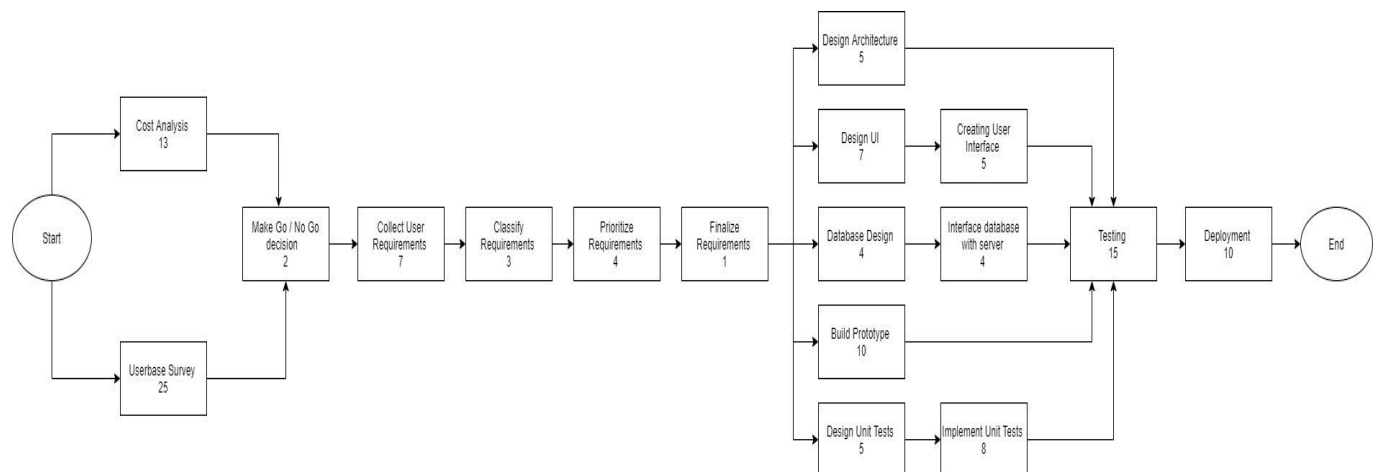 Start
Cost Analysis
13
Userbase Survey
25
Make Go / No Go
decision
2
Collect User
Requirements
7
Classify
Requirements
3
Prioritize
Requirements
4
Finalize
Requirements
1
Design Architecture
5
Design UI
7
Creating User
Interface
5
Database Design
4
Interface database
with server
4
Build Prototype
10
Design Unit Tests
5
Implement Unit Tests
8
Testing
15
Deployment
10
End